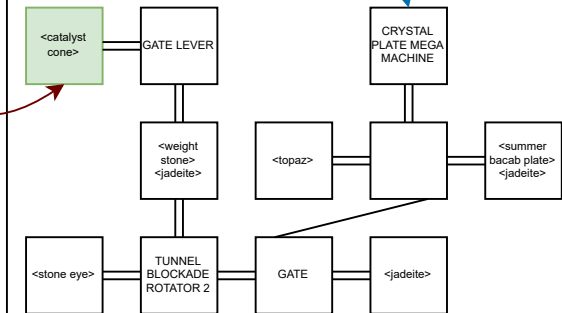 <catalyst
cone>
GATE LEVER
CRYSTAL
PLATE MEGA
MACHINE
<weight
stone>
<jadeite>
<topaz>
<summer
bacab plate>
<jadeite>
<stone eye>
TUNNEL
BLOCKADE
ROTATOR 2
GATE
<jadeite>